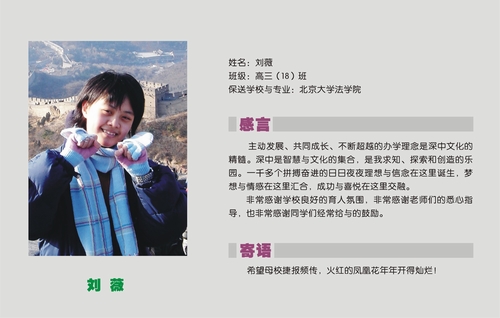 姓名：刘薇
班级：高三（18）班
保送学校与专业：北京大学法学院
感言
主动发展、共同成长、不断超越的办学理念是深中文化的
精髓。深中是智慧与文化的集合，是我求知、探索和创造的乐
园。一千多个拼搏奋进的日日夜夜理想与信念在这里诞生，梦
想与情感在这里汇合，成功与喜悦在这里交融。
非常感谢学校良好的育人氛围，非常感谢老师们的悉心指
导，也非常感谢同学们经常给与的鼓励。
寄语
希望母校捷报频传，火红的凤凰花年年开得灿烂！
刘 薇